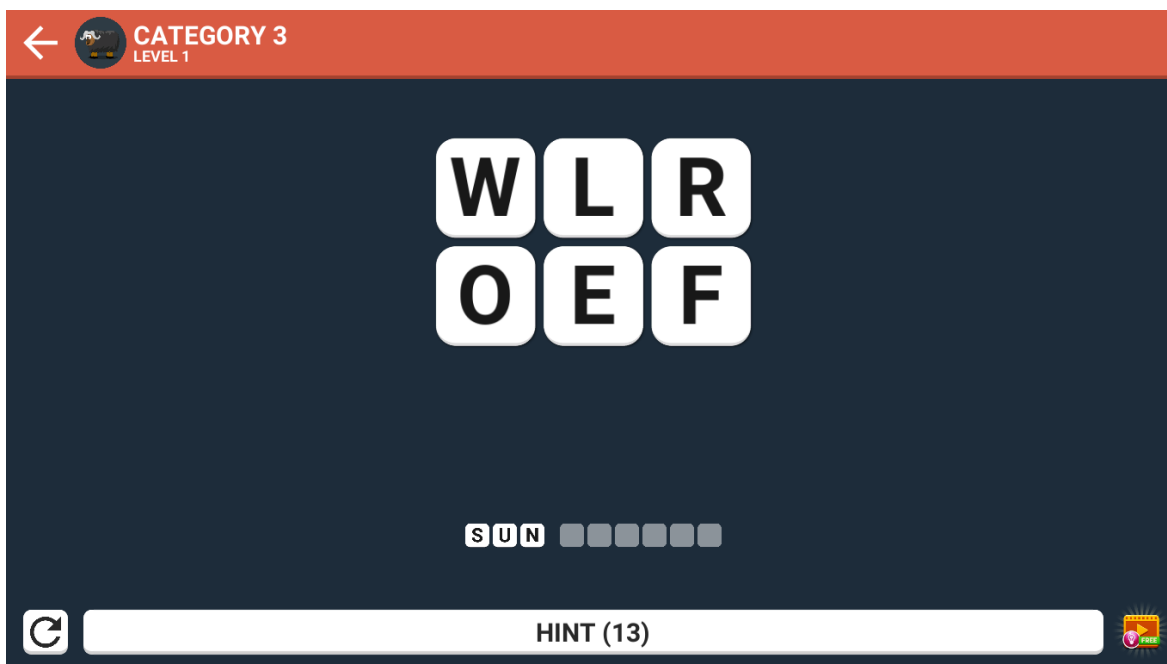 CATEGORY 3
LEVEL 1
W L R
O E F
S U N
HINT (13)
FREE